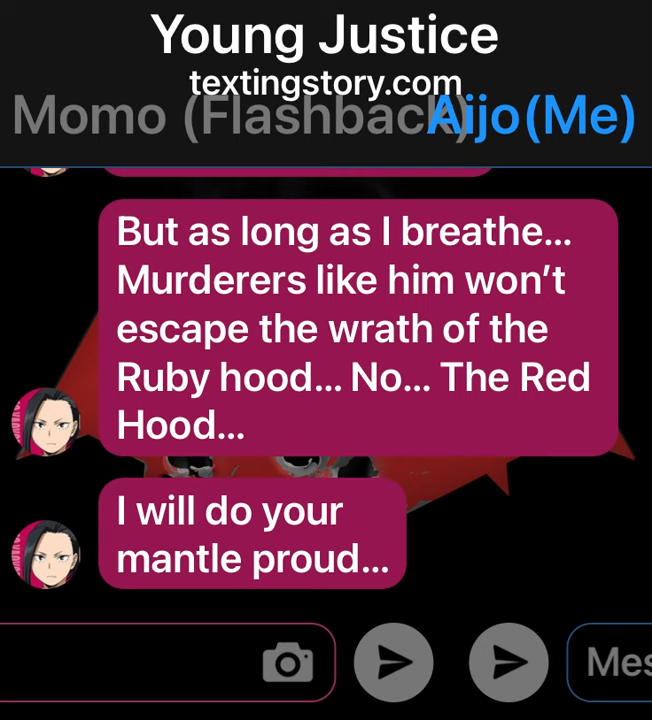 Young Justice
textingstory.com
Momo (Flashback) Aijo(Me)
But as long as I breathe...
Murderers like him won't
escape the wrath of the
Ruby hood... No... The Red
Hood...
I will do your
mantle proud...
Mes